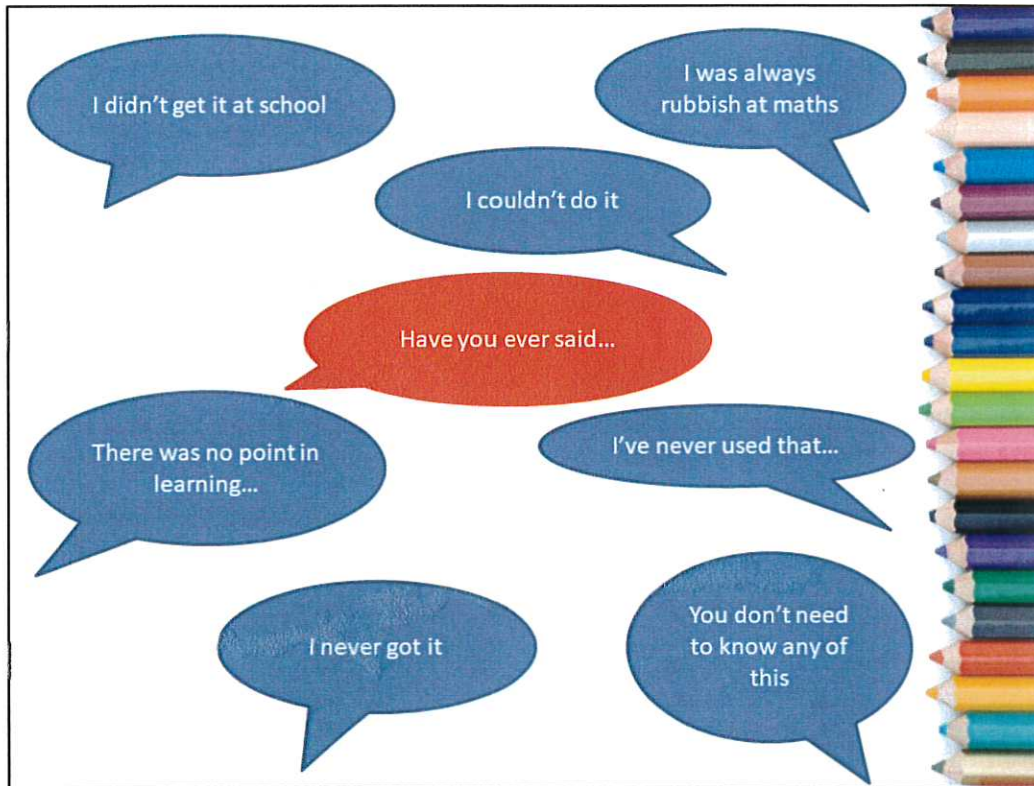 I didn't get it at school
I was always
rubbish at maths
I couldn't do it
Have you ever said...
There was no point in
learning...
I've never used that...
I never got it
You don't need
to know any of
this